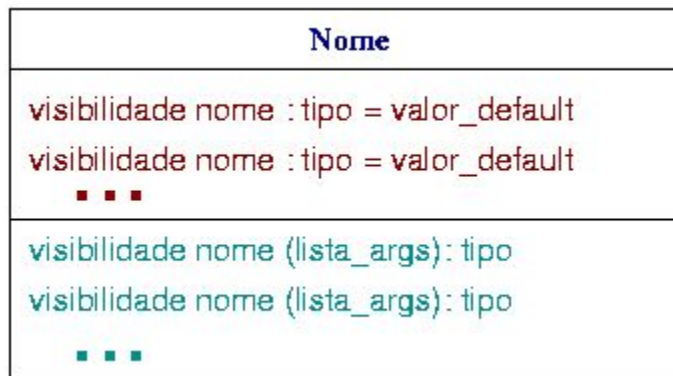 Nome
visibilidade nome : tipo = valor_default
visibilidade nome : tipo = valor_default
...
visibilidade nome (lista_args) : tipo
visibilidade nome (lista_args) : tipo
...